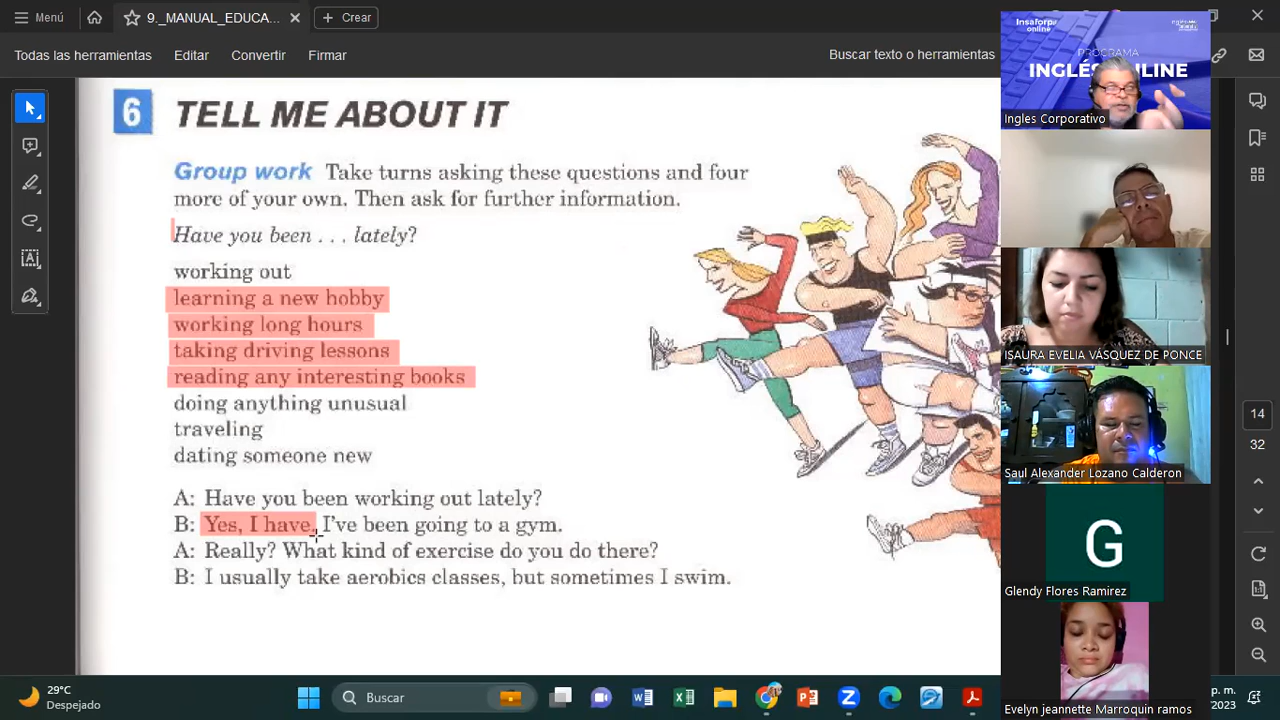 Menú
9._MANUAL_EDUCA...
Crear
Todas las herramientas
Editar
Convertir
Firmar
Buscar texto o herramientas
6 TELL ME ABOUT IT
Group work Take turns asking these questions and four
more of your own. Then ask for further information.
Have you been . . . lately?
working out
learning a new hobby
working long hours
taking driving lessons
reading any interesting books
doing anything unusual
traveling
dating someone new
A: Have you been working out lately?
B: Yes, I have. I've been going to a gym.
A: Really? What kind of exercise do you do there?
B: I usually take aerobics classes, but sometimes I swim.
Insaforp
online
PROGRAMA
INGLÉS ONLINE
Ingles Corporativo
ISAURA EVELIA VÁSQUEZ DE PONCE
Saul Alexander Lozano Calderon
G
Glendy Flores Ramirez
Evelyn jeannette Marroquin ramos
14
32
29°C
Despejado
Buscar
p. m.
2023